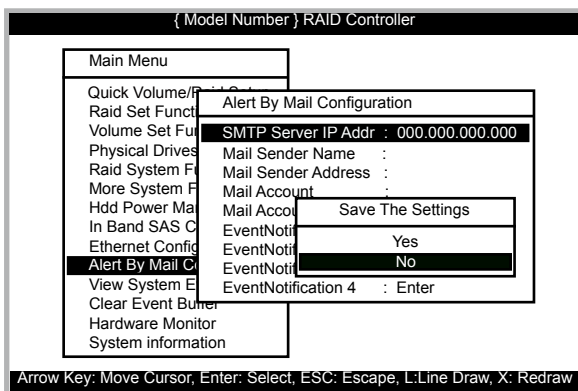 { Model Number } RAID Controller
Main Menu
Quick Volume/
Raid Set Functi
Volume Set Fu
Physical Drives
Raid System F
More System F
Hdd Power Ma
In Band SAS C
Ethernet Config
Alert By Mail C
View System E
Clear Event Bu
Hardware Monitor
System information
Alert By Mail Configuration
SMTP Server IP Addr : 000.000.000.000
Mail Sender Name :
Mail Sender Address :
Mail Account :
Mail Accou
EventNotif
EventNotif
EventNotif
EventNotification 4 : Enter
Save The Settings
Yes
No
Arrow Key: Move Cursor, Enter: Select, ESC: Escape, L:Line Draw, X: Redraw